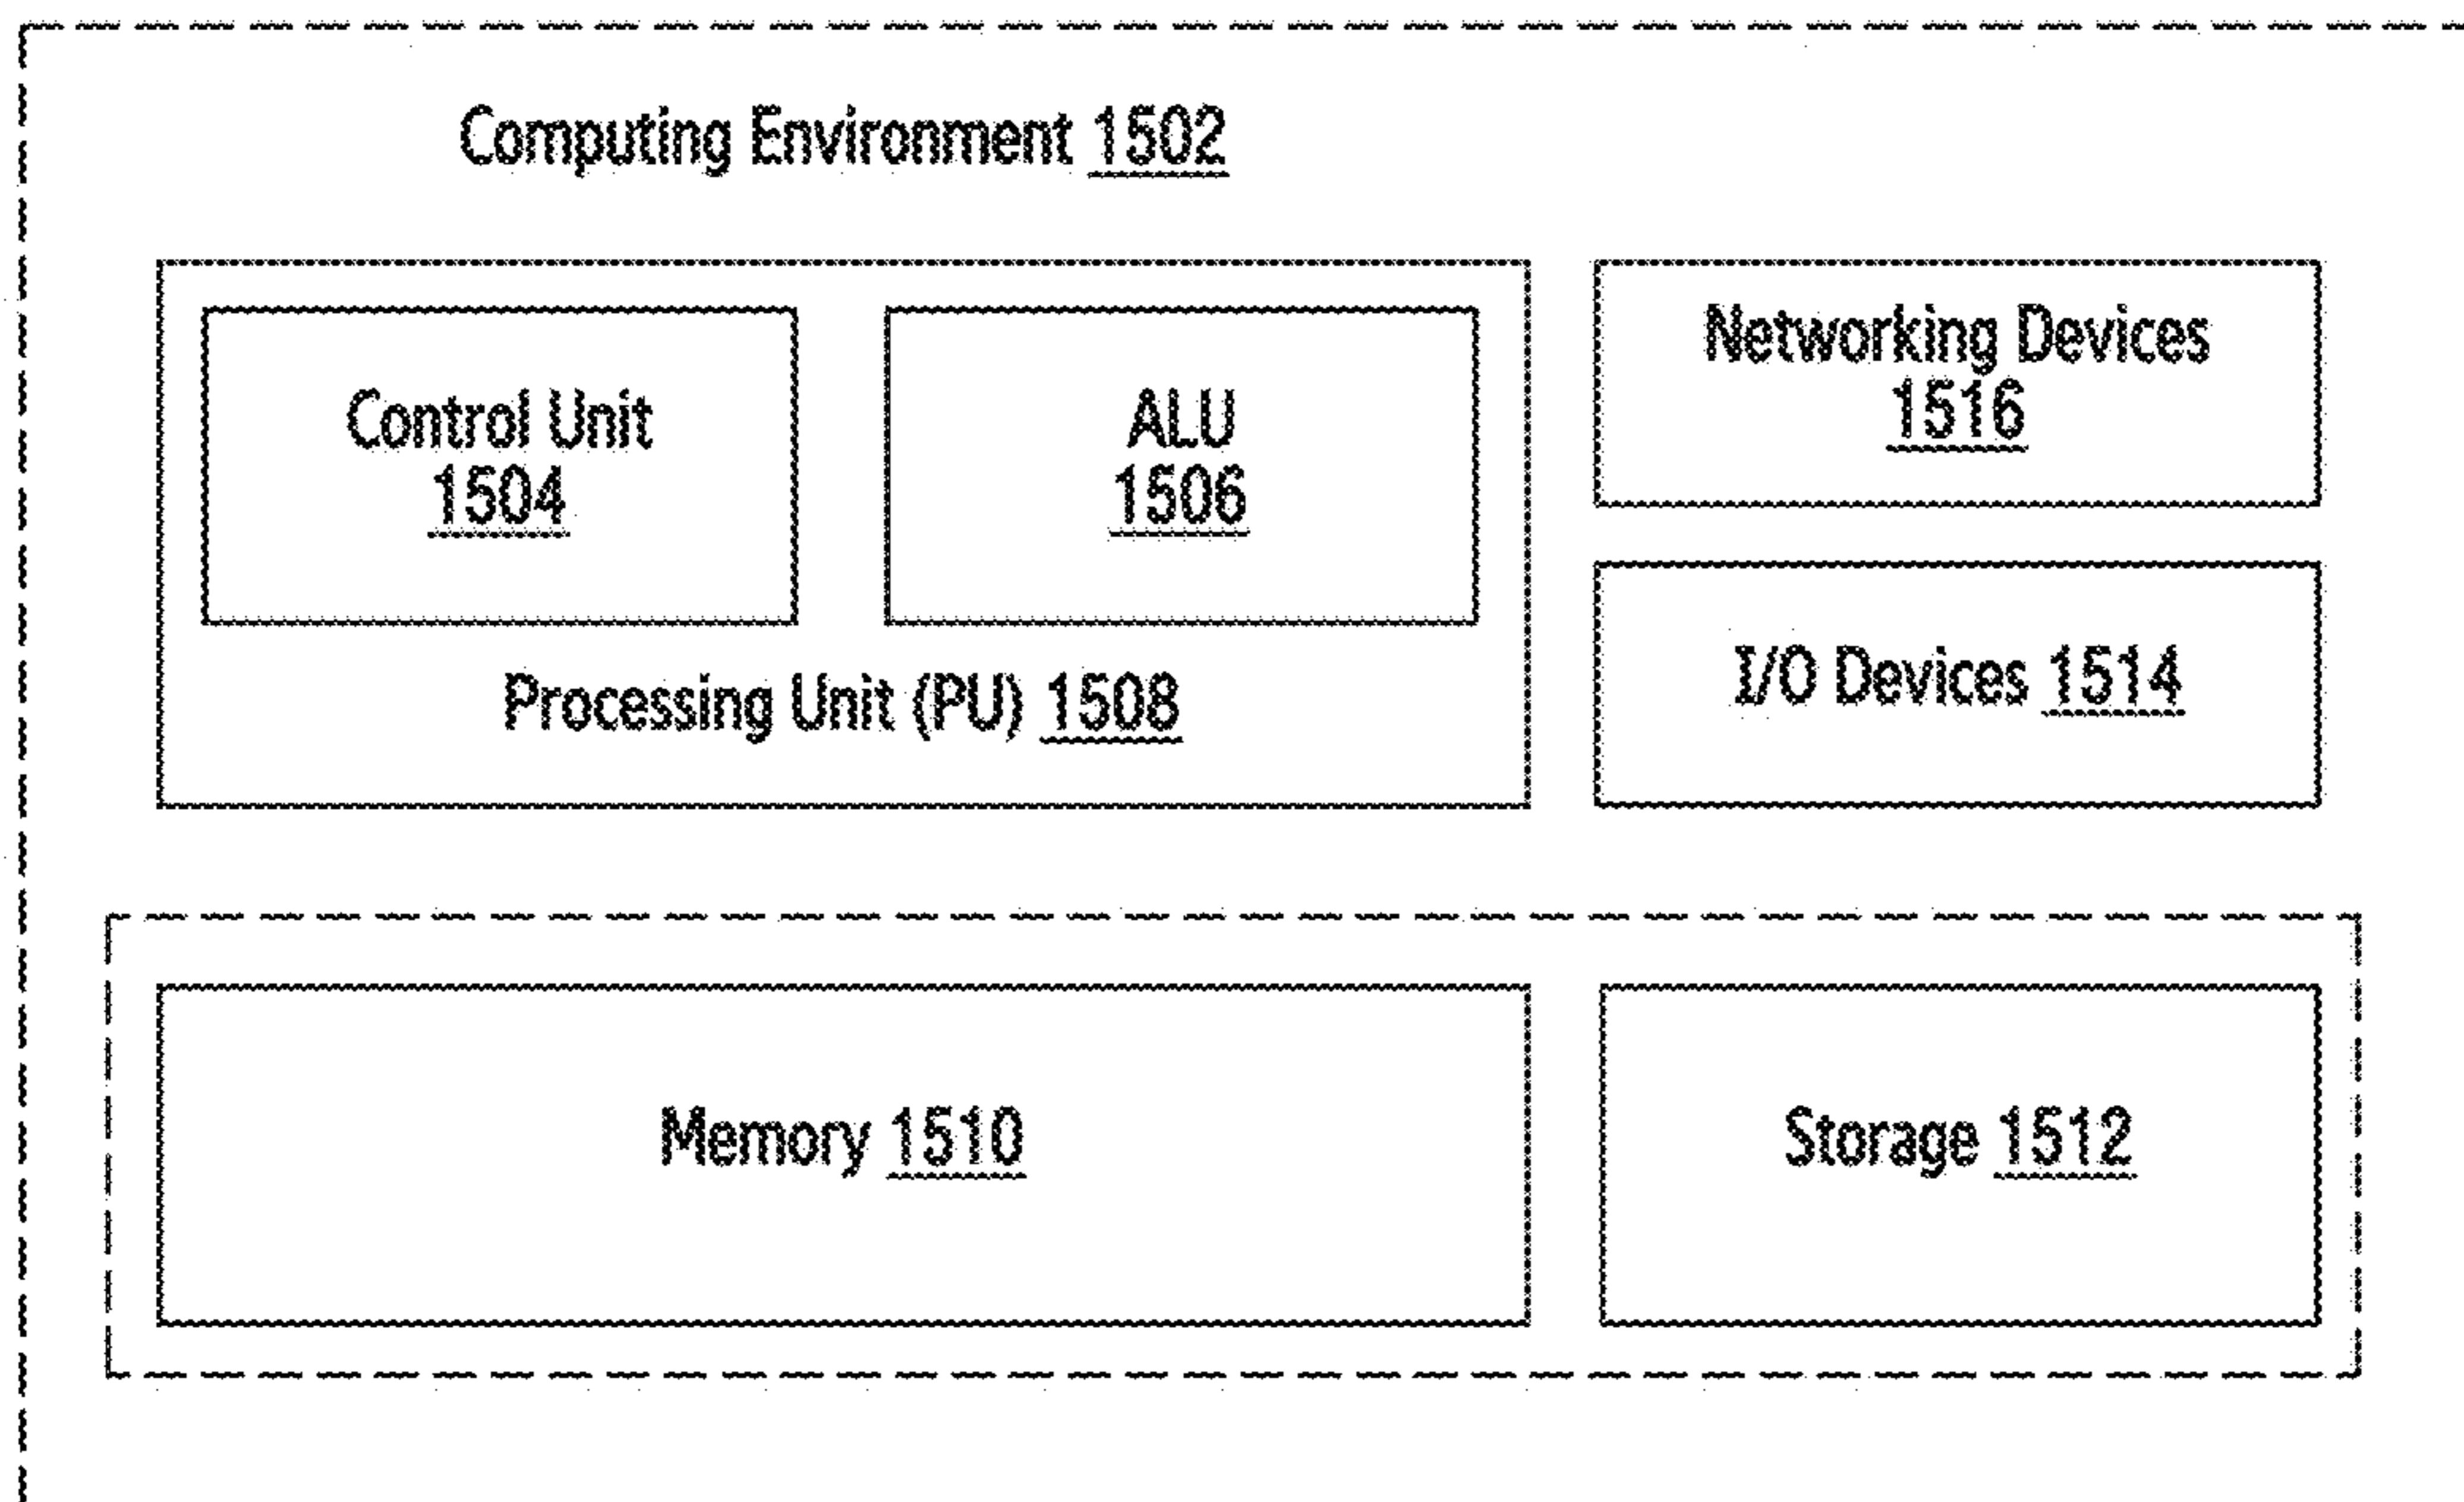 Computing Environment 1502
Control Unit
1504
ALU
1506
Processing Unit (PU) 1508
Networking Devices
1516
I/O Devices 1514
Memory 1510
Storage 1512